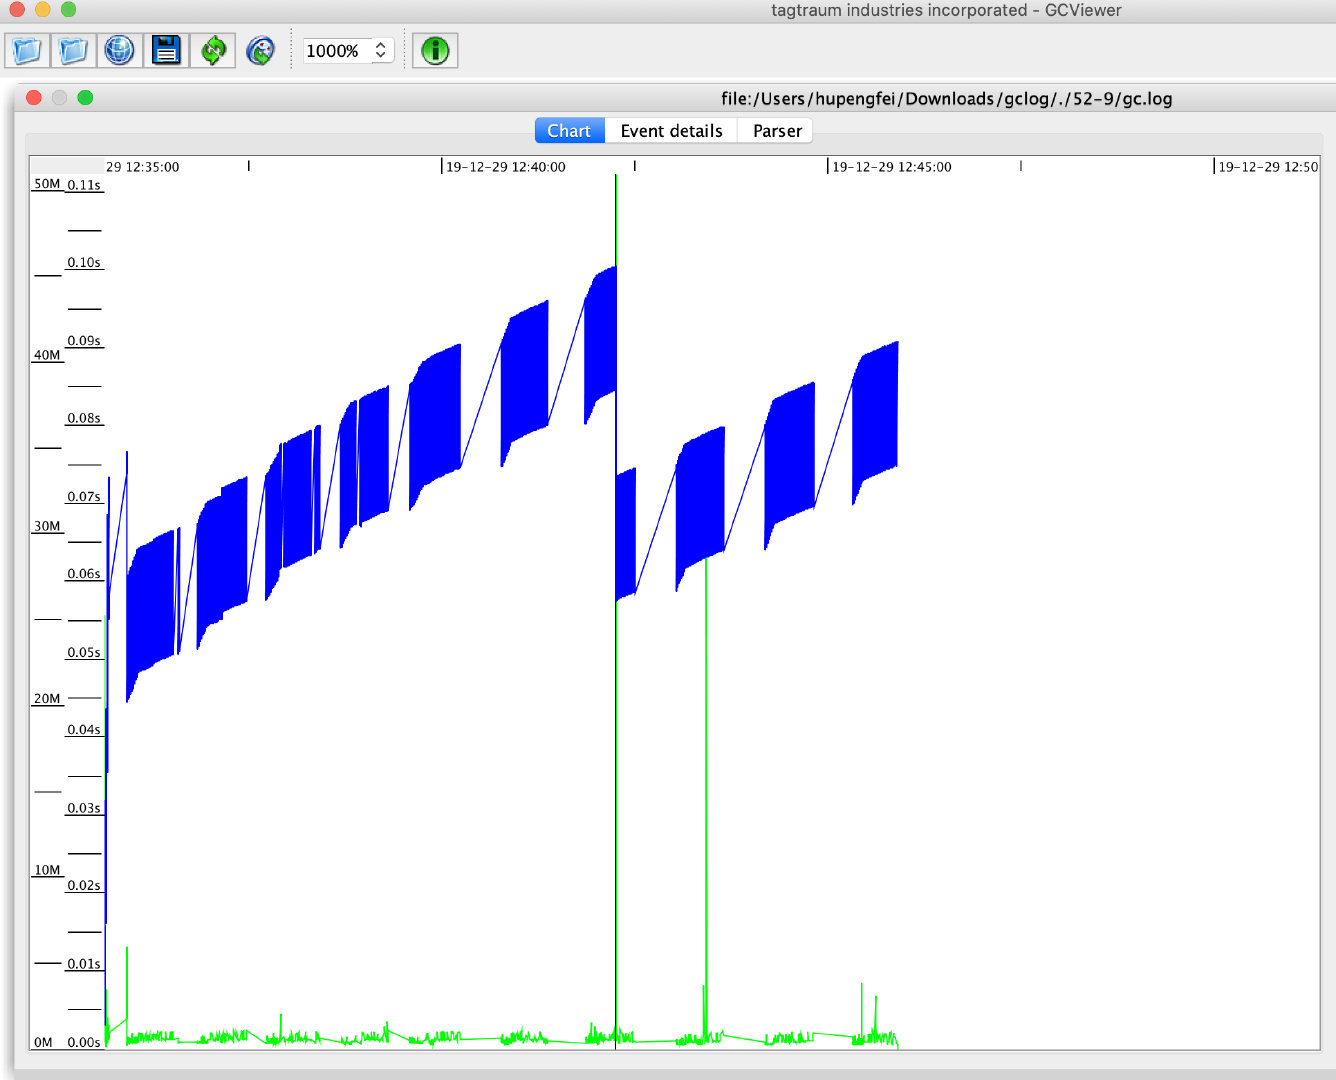 tagtraum industries incorporated - GCViewer
1000%
file:/Users/hupengfei/Downloads/gclog/./52-9/gc.log
Chart Event details Parser
29 12:35:00 19-12-29 12:40:00 19-12-29 12:45:00 19-12-29 12:50
50M 0.11s
0.10s
0.09s
40M
0.08s
0.07s
30M
0.06s
0.05s
20M
0.04s
0.03s
10M
0.02s
0.01s
0M 0.00s